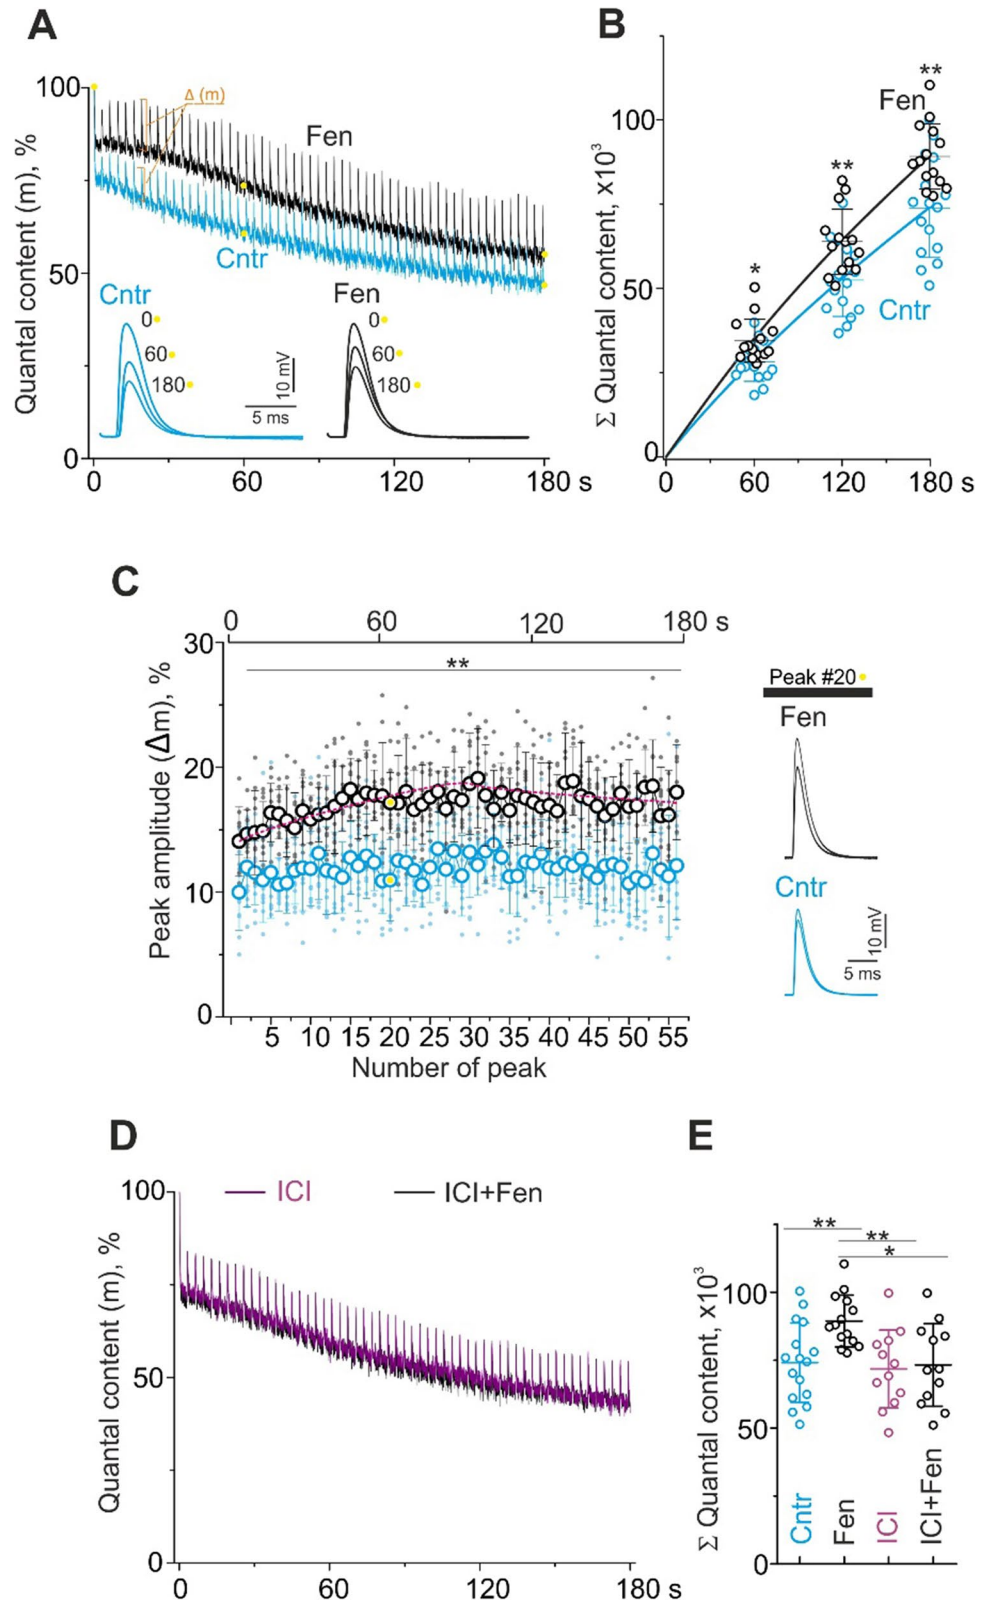 A
100
50
0
Quantal content (m), %
Δ (m)
Fen
Cntr
Cntr
0
60
180
10 mV
5 ms
Fen
0
60
180
0 60 120 180 s
B
100
50
0
Σ Quantal content, x10³
* ** **
Fen
Cntr
0 60 120 180 s
C
0 60 120 180 s
30
20
10
0
Peak amplitude (Δm), %
**
5 10 15 20 25 30 35 40 45 50 55
Number of peak
Peak #20
Fen
Cntr
10 mV
5 ms
D
ICI ICI+Fen
100
50
0
Quantal content (m), %
0 60 120 180 s
E
**
**
*
100
50
0
Σ Quantal content, x10³
Cntr
Fen
ICI
ICI+Fen